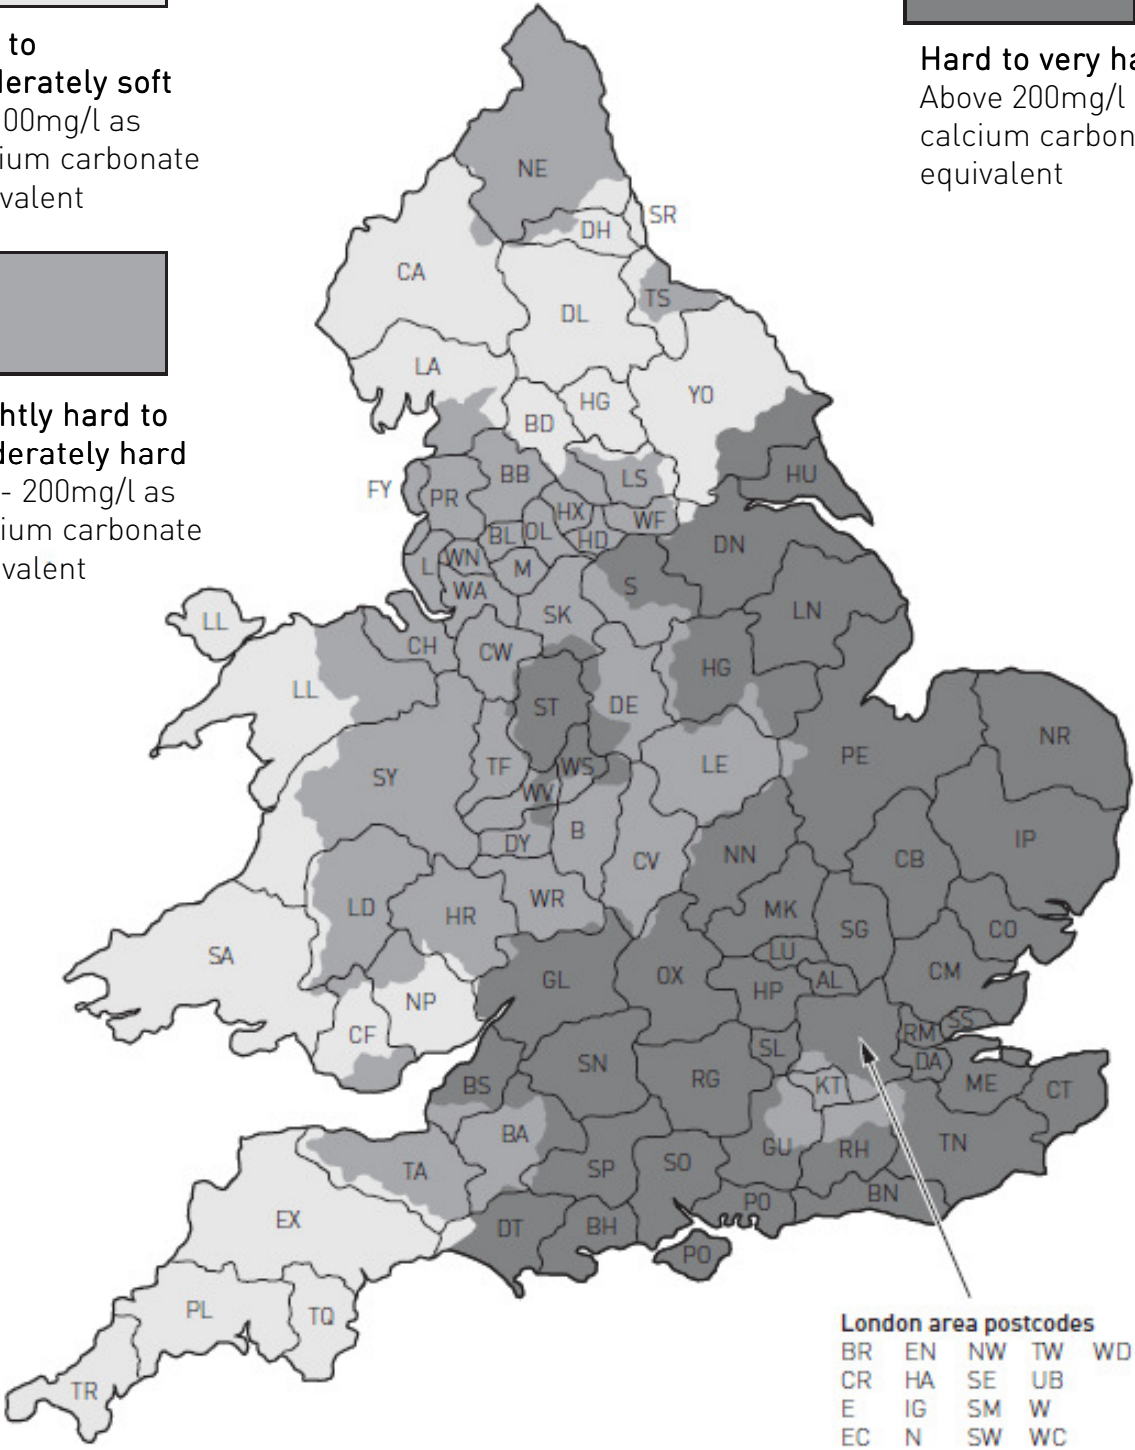 to
derately soft
00mg/l as
ium carbonate
valent
Hard to very ha
Above 200mg/l
calcium carbon
equivalent
htly hard to
derately hard
- 200mg/l as
cium carbonate
valent
NE
SR
DH
CA
TS
DL
LA
YO
HG
BD
BB
LS
HU
FY
PR
HX
WF
BL
OL
HD
DN
WN
L
M
S
WA
SK
LN
LL
CH
CW
HG
LL
ST
DE
NR
PE
SY
TF
WS
LE
WV
B
DY
IP
CV
NN
CB
WR
LD
HR
MK
SG
CO
SA
LU
GL
OX
HP
AL
CM
NP
CF
SS
RM
SL
SN
DA
RG
BS
KT
ME
CT
BA
GU
RH
TN
TA
SP
SO
BN
PO
EX
DT
BH
PO
PL
TQ
TR
London area postcodes
BR EN NW TW WD
CR HA SE UB
E IG SM W
EC N SW WC